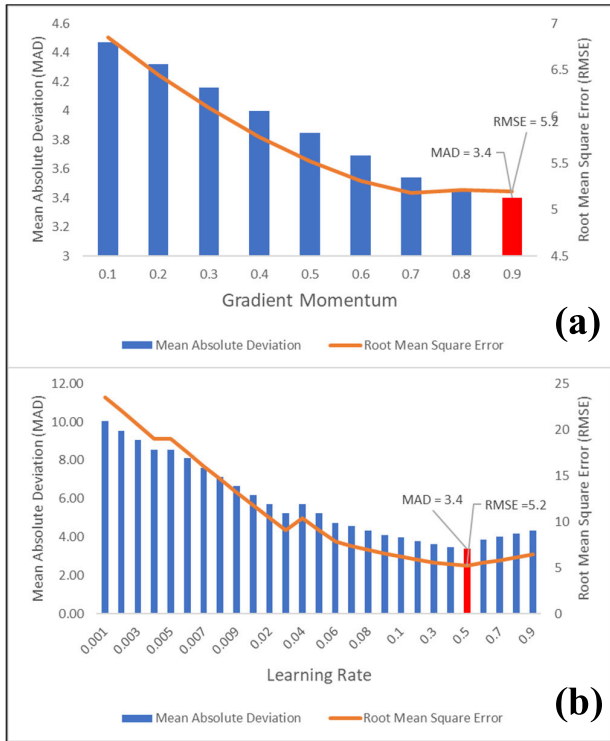 4.6
4.4
4.2
4
3.8
3.6
3.4
3.2
3
Mean Absolute Deviation (MAD)
7
6.5
6
5.5
5
4.5
Root Mean Square Error (RMSE)
RMSE = 5.2
MAD = 3.4
0.1 0.2 0.3 0.4 0.5 0.6 0.7 0.8 0.9
Gradient Momentum
(a)
Mean Absolute Deviation Root Mean Square Error
12.00
10.00
8.00
6.00
4.00
2.00
0.00
Mean Absolute Deviation (MAD)
25
20
15
10
5
0
Root Mean Square Error (RMSE)
MAD = 3.4
RMSE =5.2
0.001 0.003 0.005 0.007 0.009 0.02 0.04 0.06 0.08 0.1 0.3 0.5 0.7 0.9
Learning Rate
(b)
Mean Absolute Deviation Root Mean Square Error